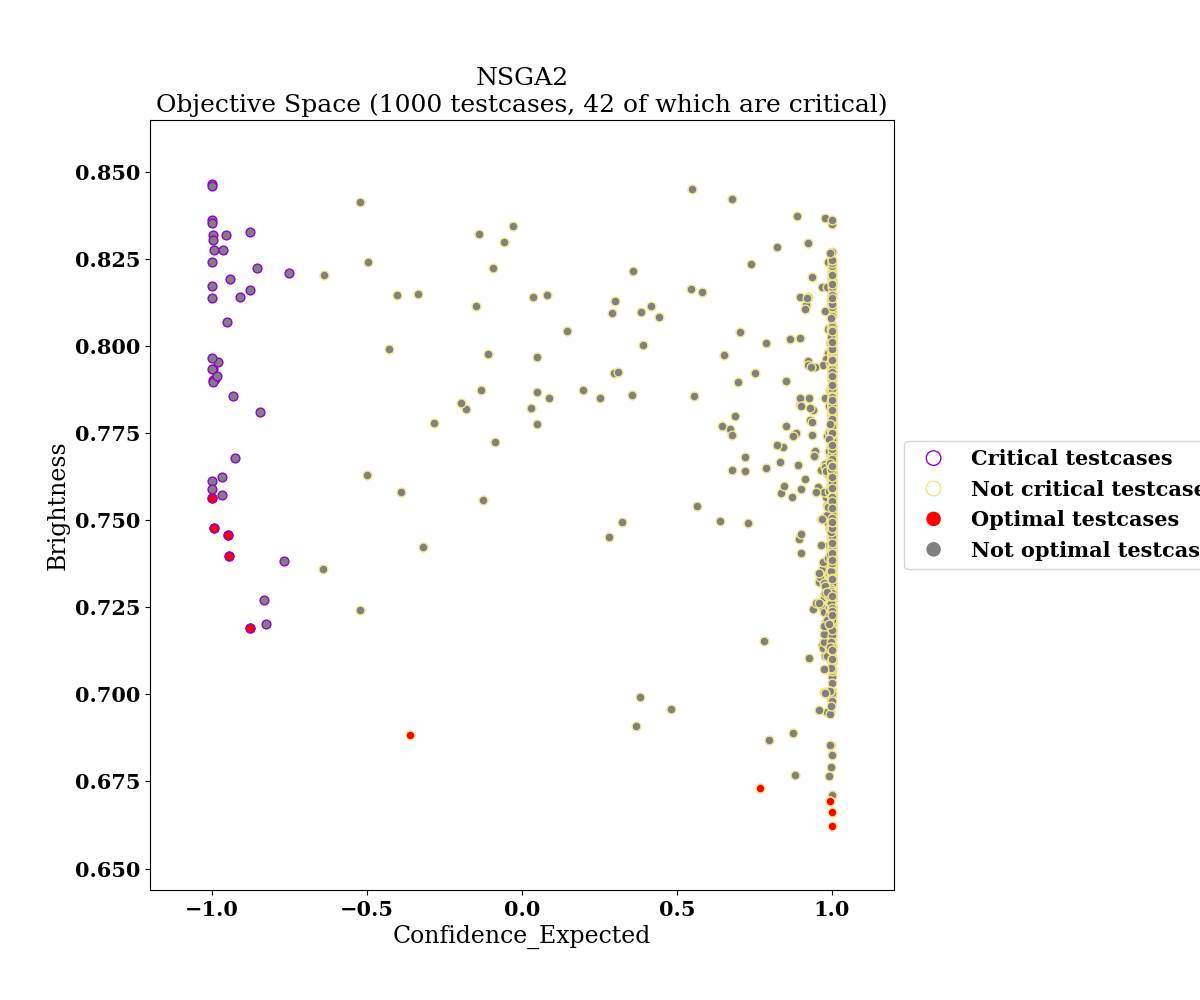 NSGA2
Objective Space (1000 testcases, 42 of which are critical)
0.850
0.825
0.800
0.775
0.750
0.725
0.700
0.675
0.650
Brightness
−1.0 −0.5 0.0 0.5 1.0
Confidence_Expected
Critical testcases
Not critical testcase
Optimal testcases
Not optimal testcas